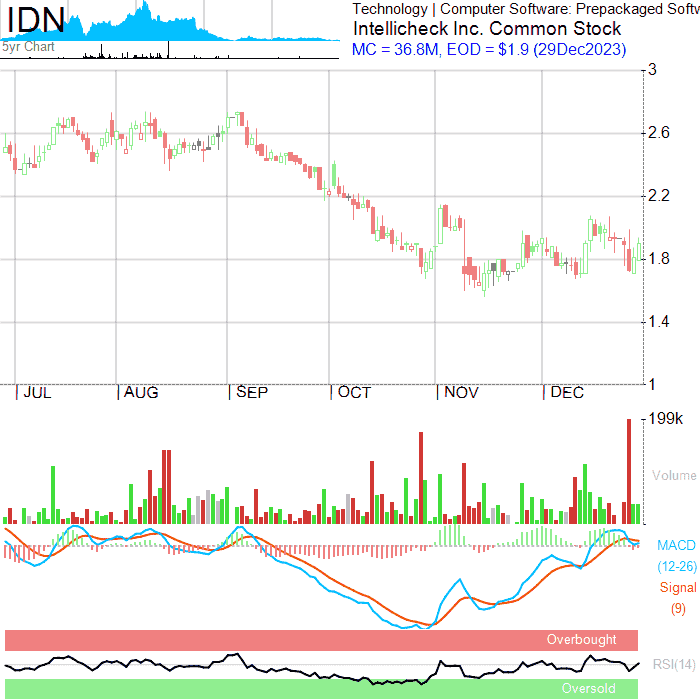 IDN
5yr Chart
Technology | Computer Software: Prepackaged Softw
Intellicheck Inc. Common Stock
MC = 36.8M, EOD = $1.9 (29Dec2023)
3
2.6
2.2
1.8
1.4
1
JUL AUG SEP OCT NOV DEC
199k
Volume
MACD
(12-26)
Signal
(9)
Overbought
RSI(14)
Oversold